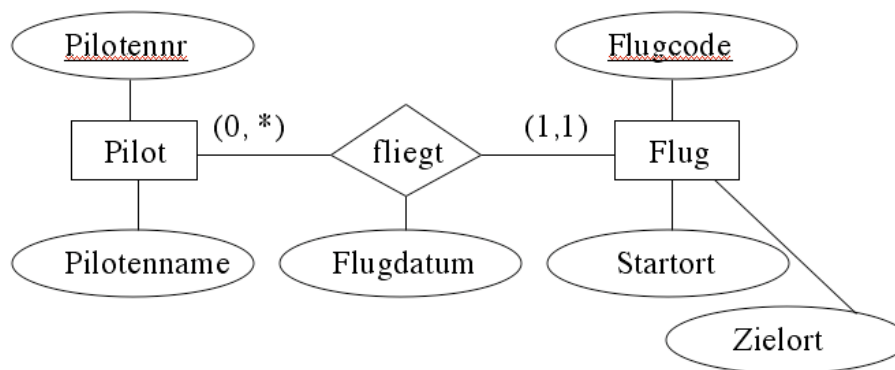 Pilotennr
Flugcode
Pilot
(0, *)
fliegt
(1,1)
Flug
Pilotenname
Flugdatum
Startort
Zielort